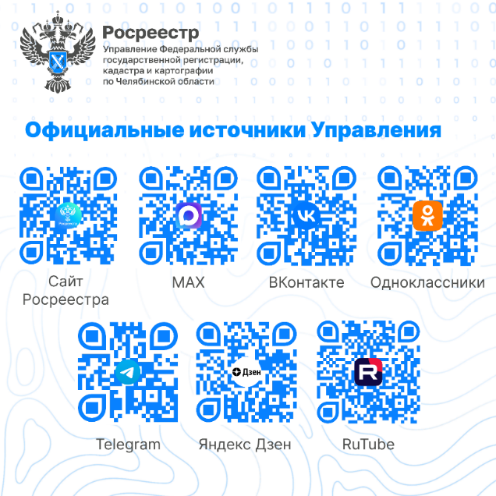 Росреестр
Управление Федеральной службы
государственной регистрации,
кадастра и картографии
по Челябинской области
Официальные источники Управления
Сайт
Росреестра
MAX
ВКонтакте
Одноклассники
Дзен
Telegram
Яндекс Дзен
RuTube